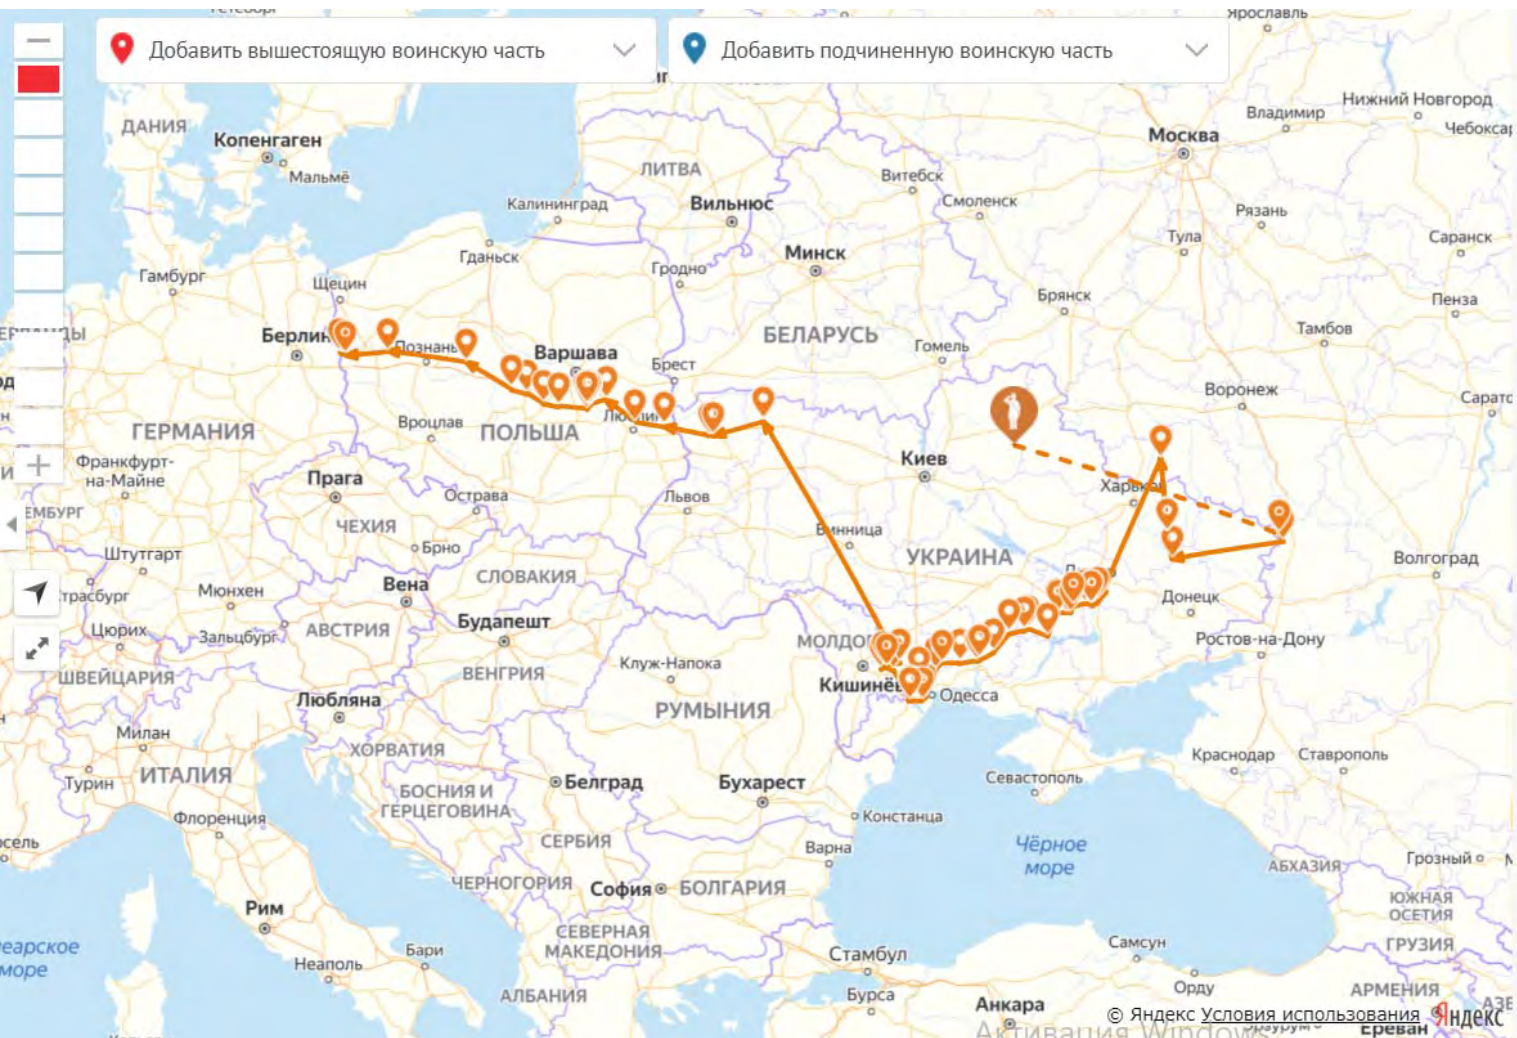 Ярославль
Добавить вышестоящую воинскую часть
Добавить подчиненную воинскую часть
Нижний Новгород
Владимир
ДАНИЯ
Копенгаген
Москва
Мальмё
ЛИТВА
Витебск
Калининград
Вильнюс
Смоленск
Рязань
Гданьск
Минск
Тула
Саранск
Гамбург
Щецин
Гродно
Брянск
Пенза
Берлин
Познань
Варшава
БЕЛАРУСЬ
Гомель
Тамбов
Брест
Воронеж
ГЕРМАНИЯ
Вроцлав
ПОЛЬША
Киев
Франкфурт-
на-Майне
Прага
Острава
Львов
Харьков
ЧЕХИЯ
Брно
Винница
УКРАИНА
Штутгарт
Волгоград
Мюнхен
Вена
СЛОВАКИЯ
Донецк
Цюрих
Зальцбург
АВСТРИЯ
Будапешт
Ростов-на-Дону
ШВЕЙЦАРИЯ
ВЕНГРИЯ
Клуж-Напока
Любляна
РУМЫНИЯ
Одесса
Милан
ХОРВАТИЯ
Краснодар
Ставрополь
Турин
ИТАЛИЯ
БОСНИЯ И
ГЕРЦЕГОВИНА
Белград
Бухарест
Севастополь
Флоренция
СЕРБИЯ
Констанца
Варна
Чёрное
море
Грозный
АБХАЗИЯ
ЧЕРНОГОРИЯ
София
БОЛГАРИЯ
ЮЖНАЯ
ОСЕТИЯ
Рим
СЕВЕРНАЯ
МАКЕДОНИЯ
ГРУЗИЯ
море
Неаполь
Бари
Стамбул
Самсун
АЛБАНИЯ
Бурса
Орду
АРМЕНИЯ
Анкара
© Яндекс Условия использования
Яндекс
Активация Windows
Ереван